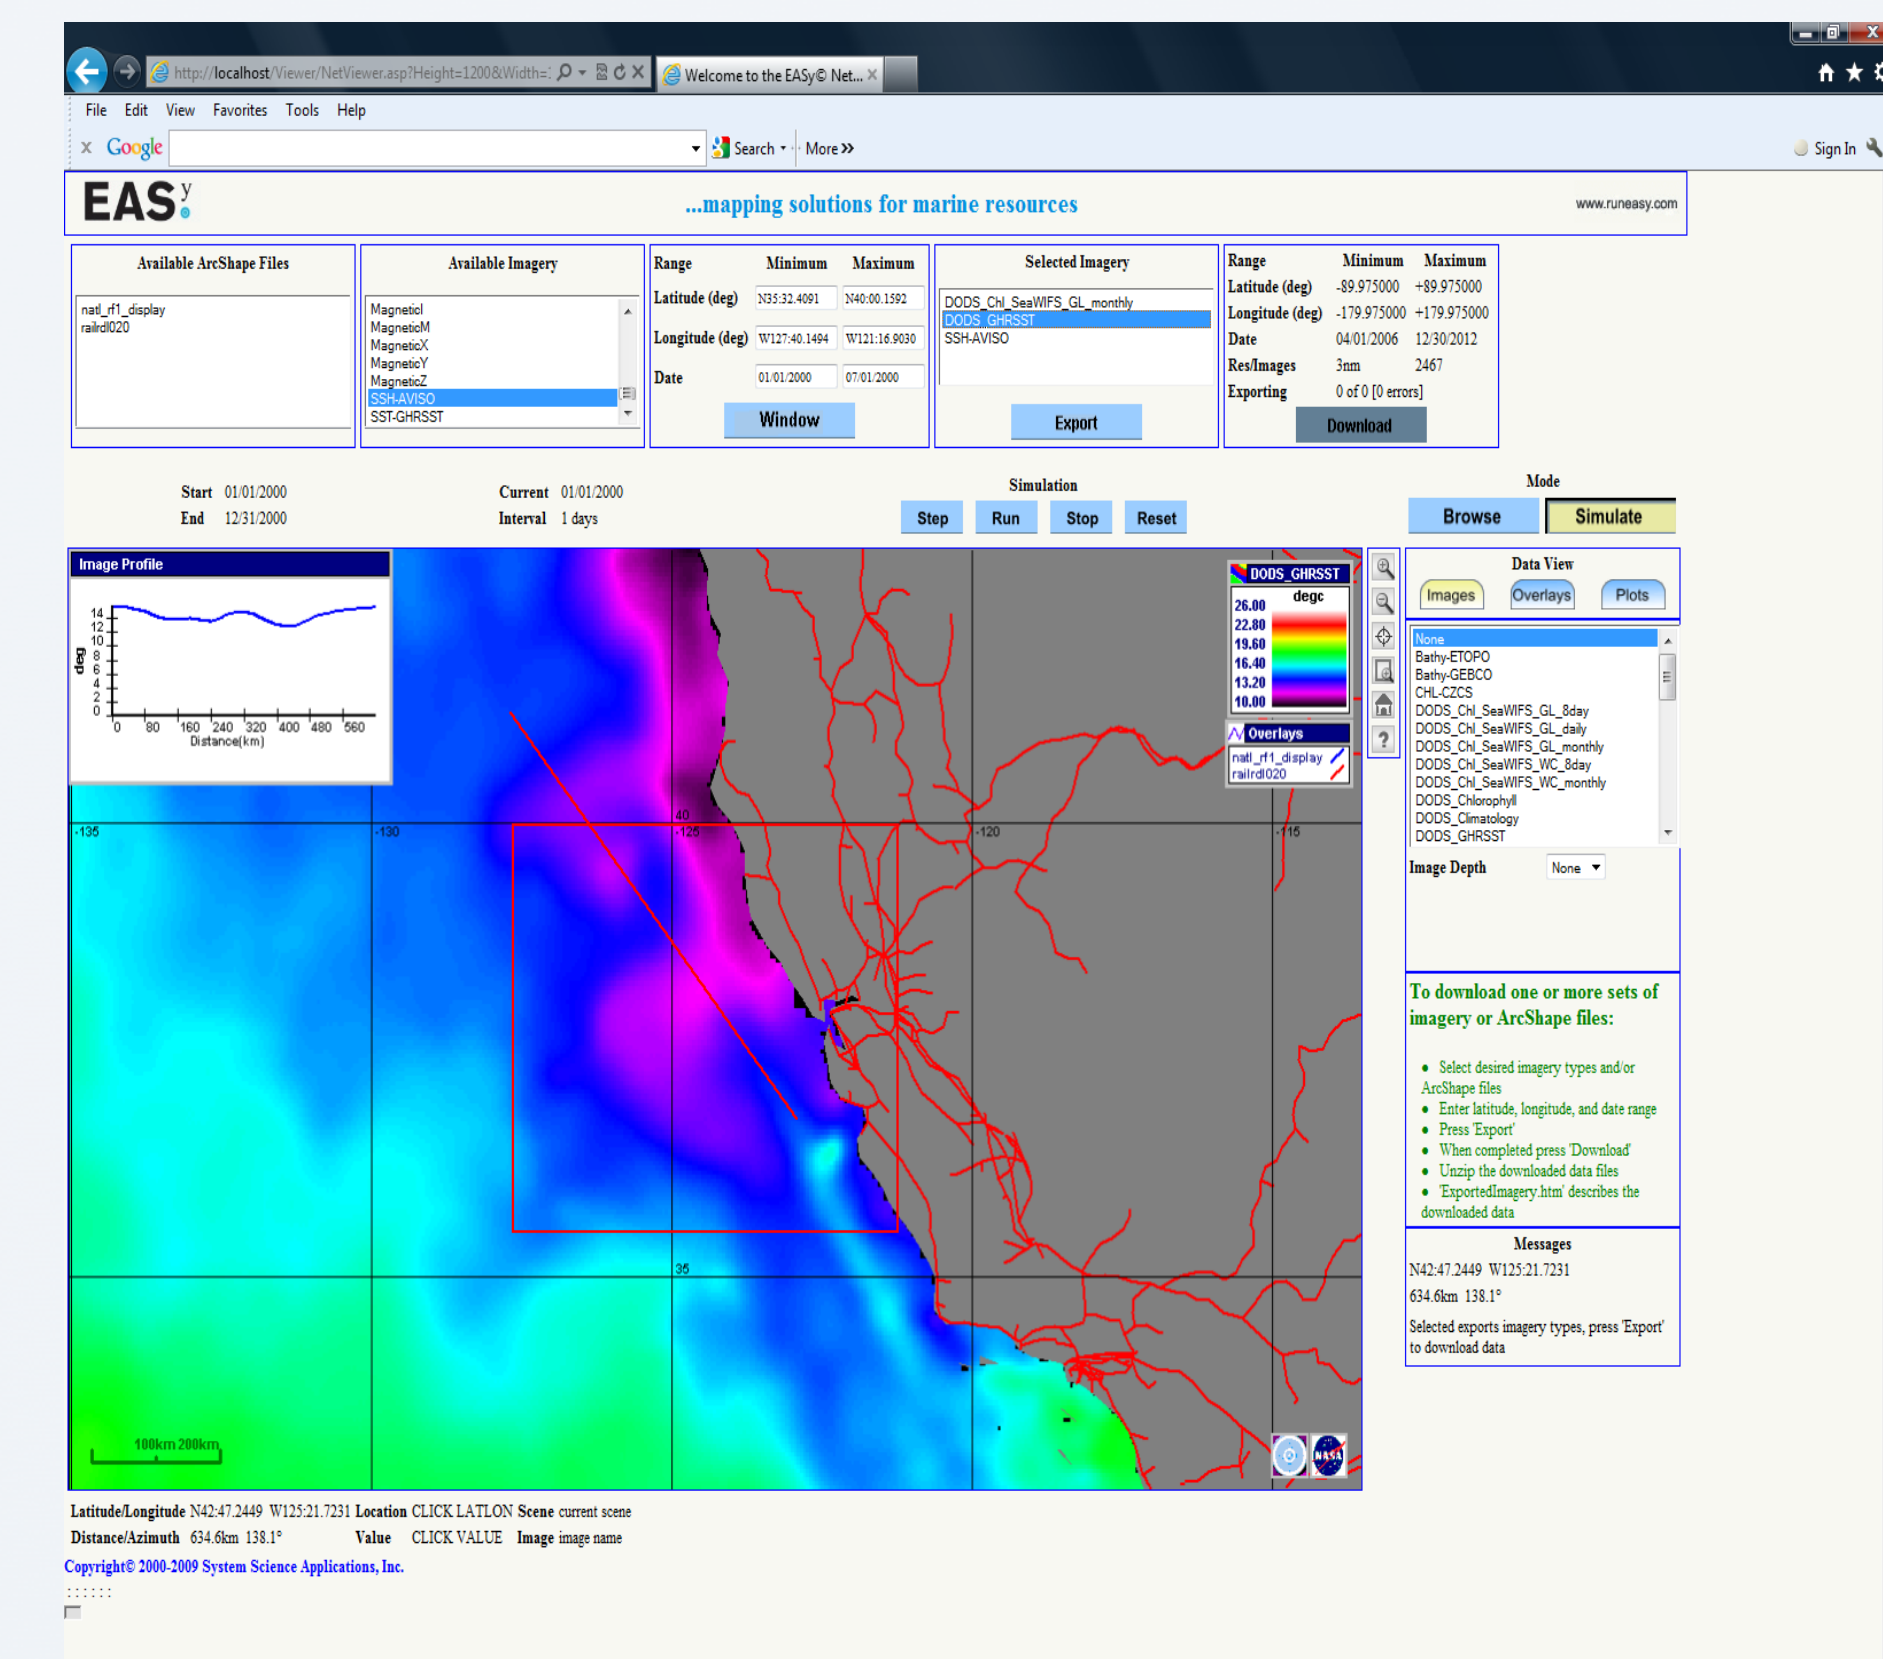 http://localhost/Viewer/NetViewer.asp?Height=1200&Width=:
Welcome to the EASy© Net...
File Edit View Favorites Tools Help
x Google Search More »
Sign In
EASy
...mapping solutions for marine resources
www.runeasy.com
Available ArcShape Files
natl_rf1_display
railrdl020
Available Imagery
MagneticI
MagneticM
MagneticX
MagneticY
MagneticZ
SSH-AVISO
SST-GHRSST
Range Minimum Maximum
Latitude (deg) N35:32.4091 N40:00.1592
Longitude (deg) W127:40.1494 W121:16.9030
Date 01/01/2000 07/01/2000
Window
Selected Imagery
DODS_Chl_SeaWIFS_GL_monthly
DODS_GHRSST
SSH-AVISO
Export
Range Minimum Maximum
Latitude (deg) -89.975000 +89.975000
Longitude (deg) -179.975000 +179.975000
Date 04/01/2006 12/30/2012
Res/Images 3nm 2467
Exporting 0 of 0 [0 errors]
Download
Start 01/01/2000
End 12/31/2000
Current 01/01/2000
Interval 1 days
Simulation
Step Run Stop Reset
Mode
Browse Simulate
Image Profile
14
12
10
8
6
4
2
0
deg
0 80 160 240 320 400 480 560
Distance(km)
DODS_GHRSST
degc
26.00
22.80
19.60
16.40
13.20
10.00
Overlays
natl_rf1_display
railrdl020
40
-135 -130 -125 -120 -115
35
100km 200km
NASA
?
Data View
Images Overlays Plots
None
Bathy-ETOPO
Bathy-GEBCO
CHL-CZCS
DODS_Chl_SeaWIFS_GL_8day
DODS_Chl_SeaWIFS_GL_daily
DODS_Chl_SeaWIFS_GL_monthly
DODS_Chl_SeaWIFS_WC_8day
DODS_Chl_SeaWIFS_WC_monthly
DODS_Chlorophyll
DODS_Climatology
DODS_GHRSST
Image Depth None
To download one or more sets of
imagery or ArcShape files:
• Select desired imagery types and/or
ArcShape files
• Enter latitude, longitude, and date range
• Press 'Export'
• When completed press 'Download'
• Unzip the downloaded data files
• 'ExportedImagery.htm' describes the
downloaded data
Messages
N42:47.2449 W125:21.7231
634.6km 138.1°
Selected exports imagery types, press 'Export'
to download data
Latitude/Longitude N42:47.2449 W125:21.7231 Location CLICK LATLON Scene current scene
Distance/Azimuth 634.6km 138.1° Value CLICK VALUE Image image name
Copyright© 2000-2009 System Science Applications, Inc.
: : : : : :